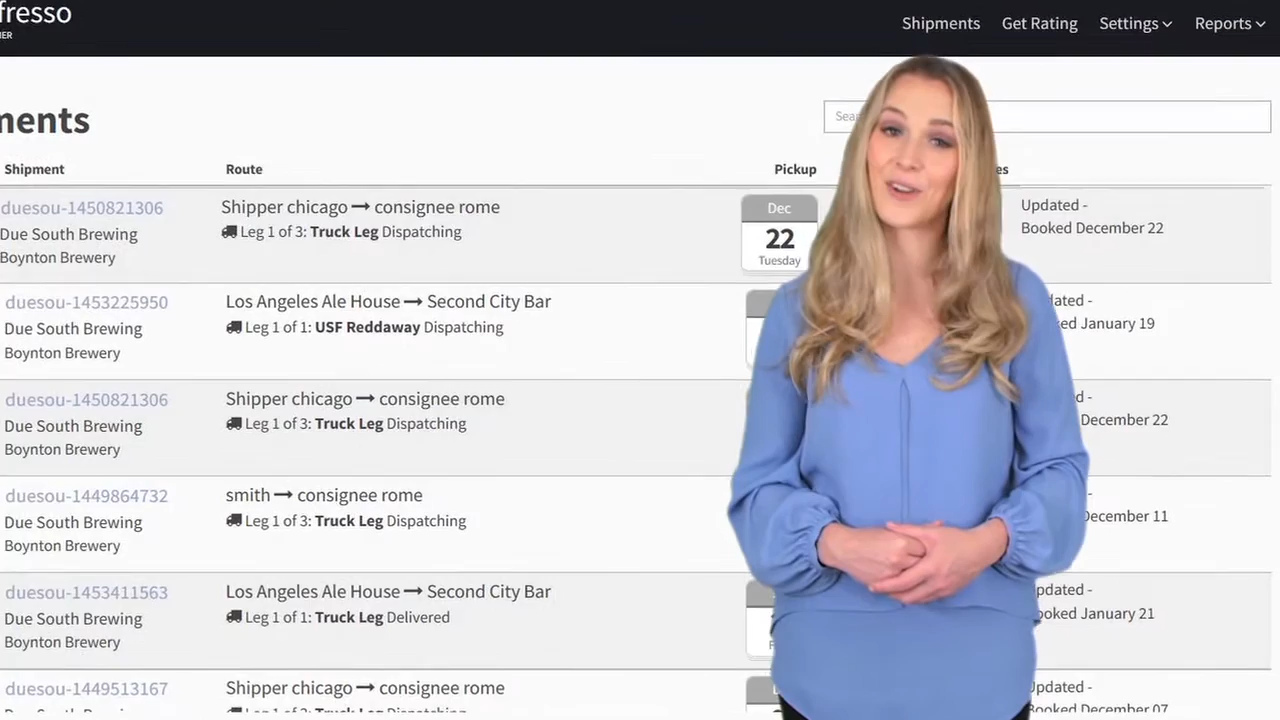 fresso
Shipments
Get Rating
Settings
Reports
ments
Shipment
Route
Pickup
duesou-1450821306
Due South Brewing
Boynton Brewery
Shipper chicago → consignee rome
Leg 1 of 3: Truck Leg Dispatching
Dec
22
Tuesday
Updated -
Booked December 22
duesou-1453225950
Due South Brewing
Boynton Brewery
Los Angeles Ale House → Second City Bar
Leg 1 of 1: USF Reddaway Dispatching
January 19
duesou-1450821306
Due South Brewing
Boynton Brewery
Shipper chicago → consignee rome
Leg 1 of 3: Truck Leg Dispatching
December 22
duesou-1449864732
Due South Brewing
Boynton Brewery
smith → consignee rome
Leg 1 of 3: Truck Leg Dispatching
December 11
duesou-1453411563
Due South Brewing
Boynton Brewery
Los Angeles Ale House → Second City Bar
Leg 1 of 1: Truck Leg Delivered
pdated -
ooked January 21
duesou-1449513167
Shipper chicago → consignee rome
Updated -
Booked December 07